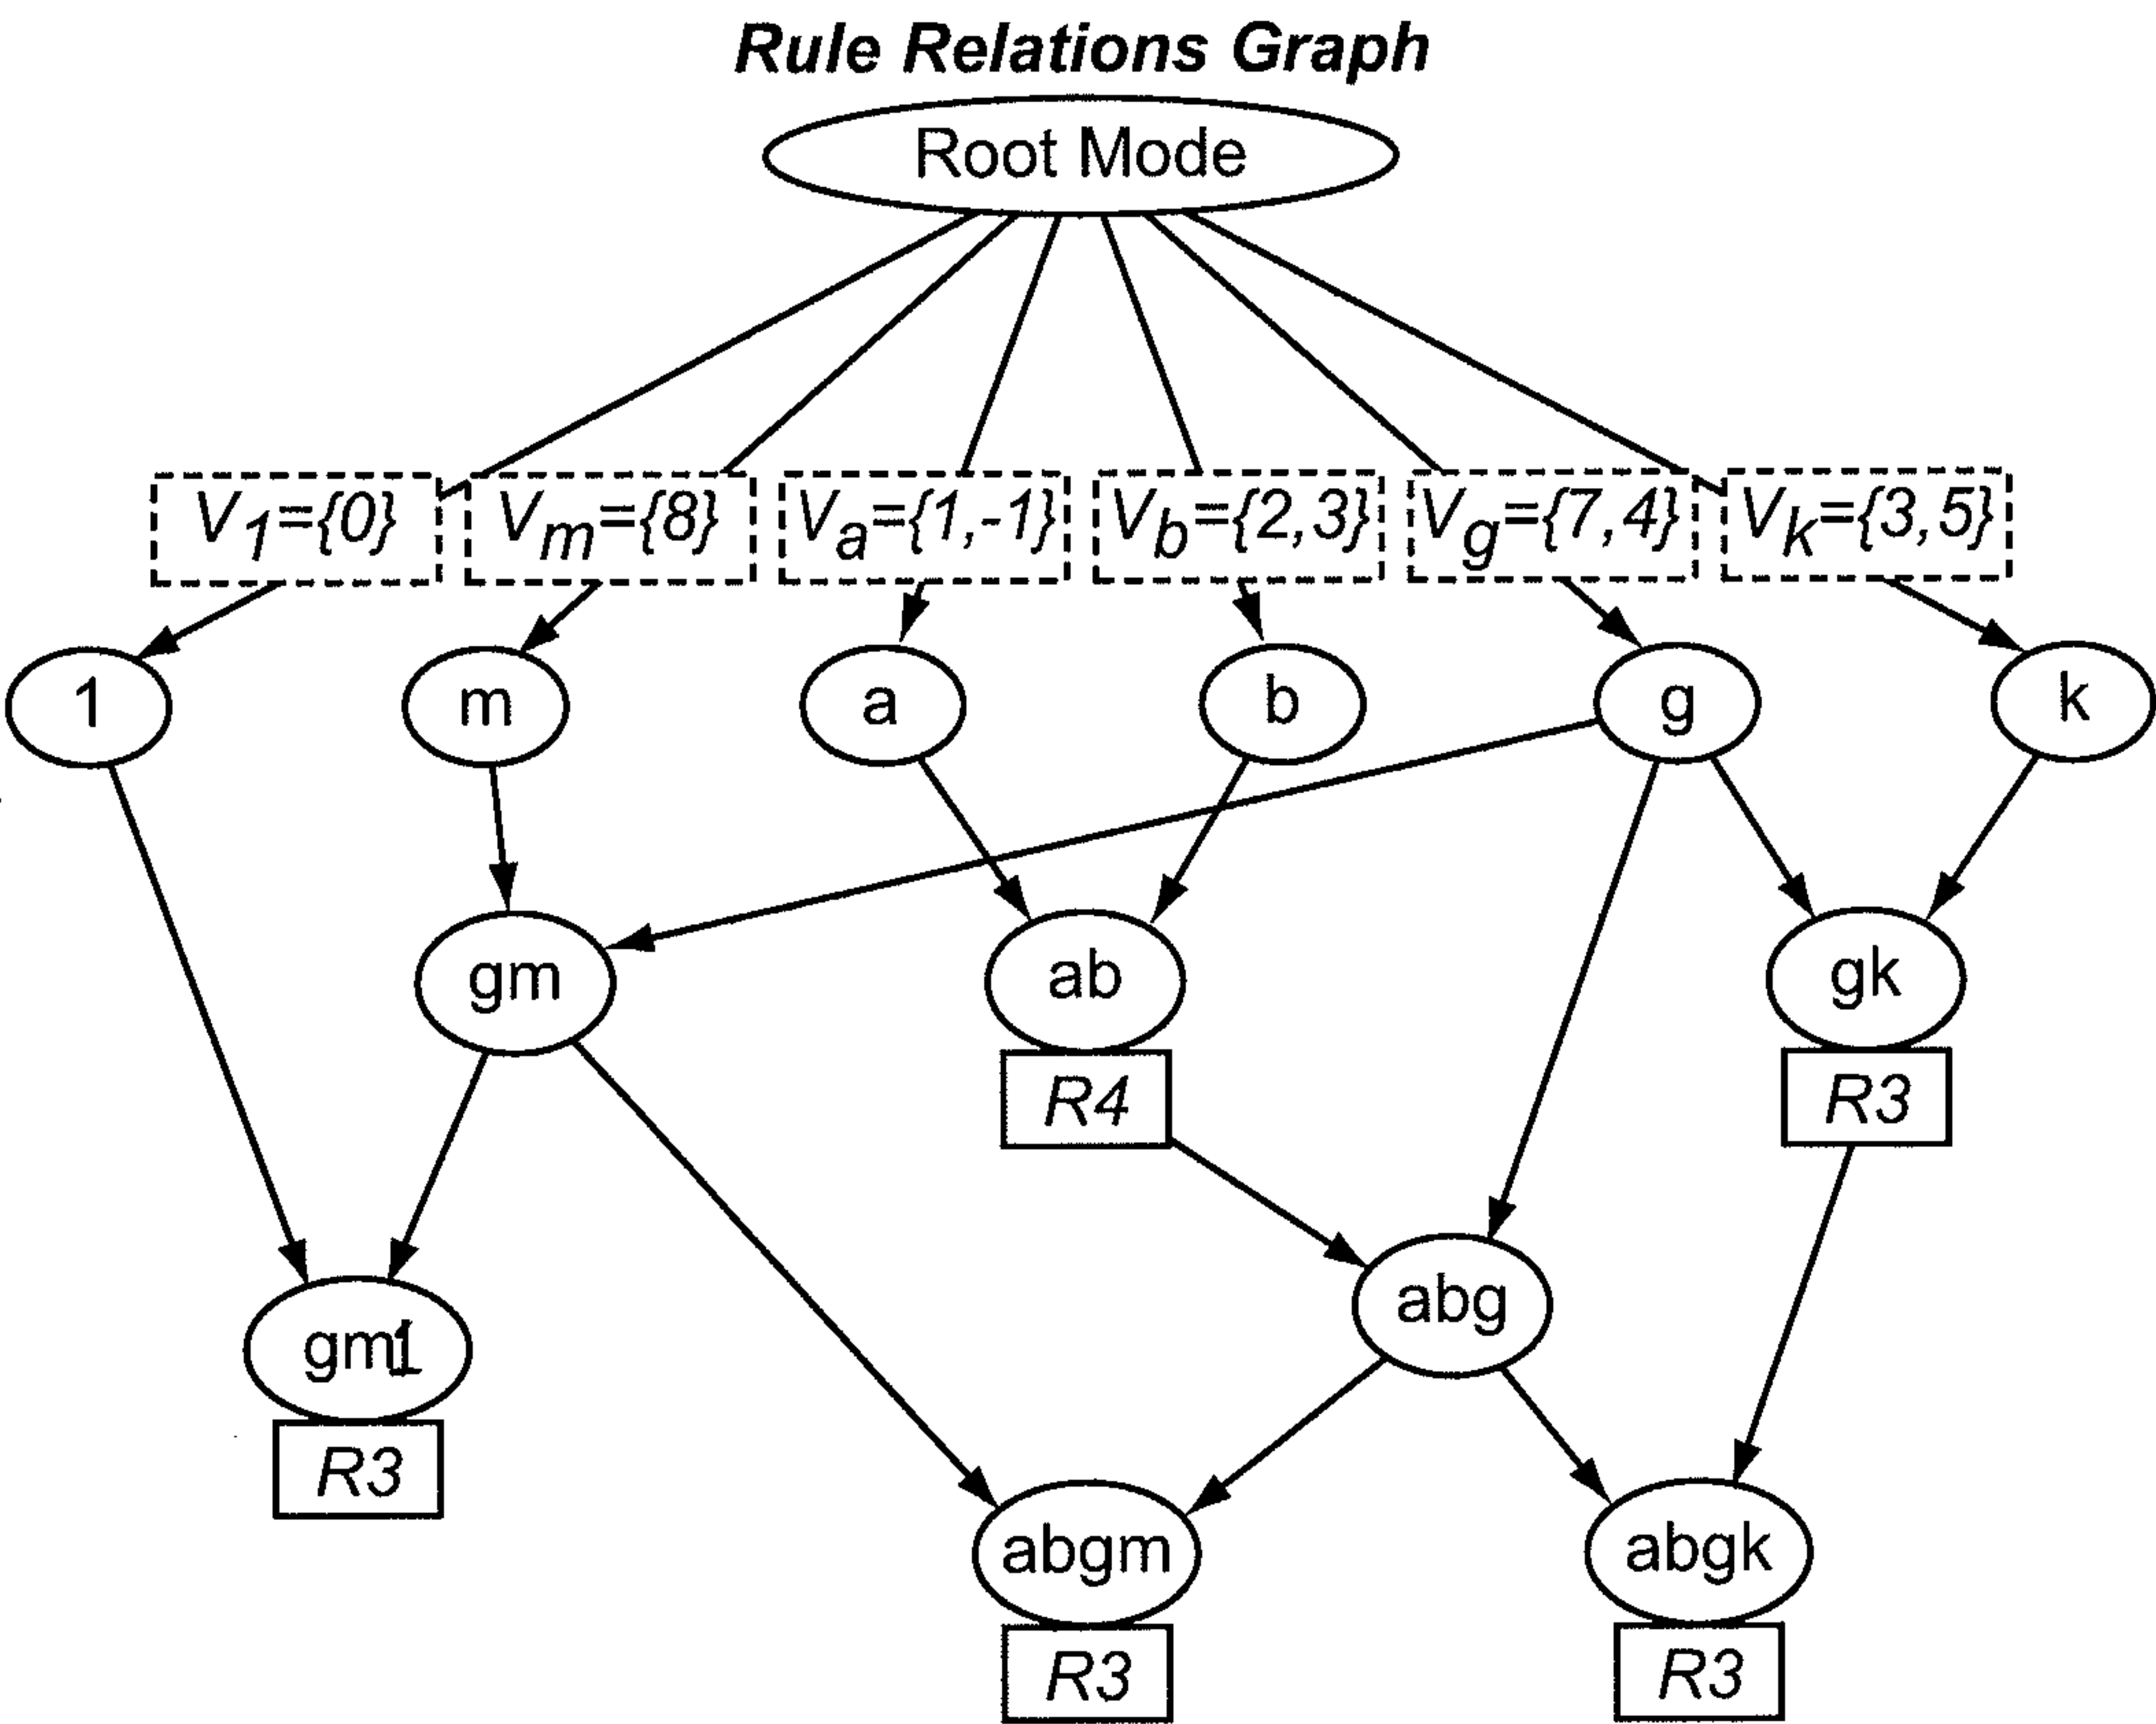 Rule Relations Graph
Root Mode
V1={0} Vm={8} Va={1,-1} Vb={2,3} Vg={7,4} Vk={3,5}
1 m a b g k
gm ab gk
R4 R3
abg
gm1
R3
abgm abgk
R3 R3